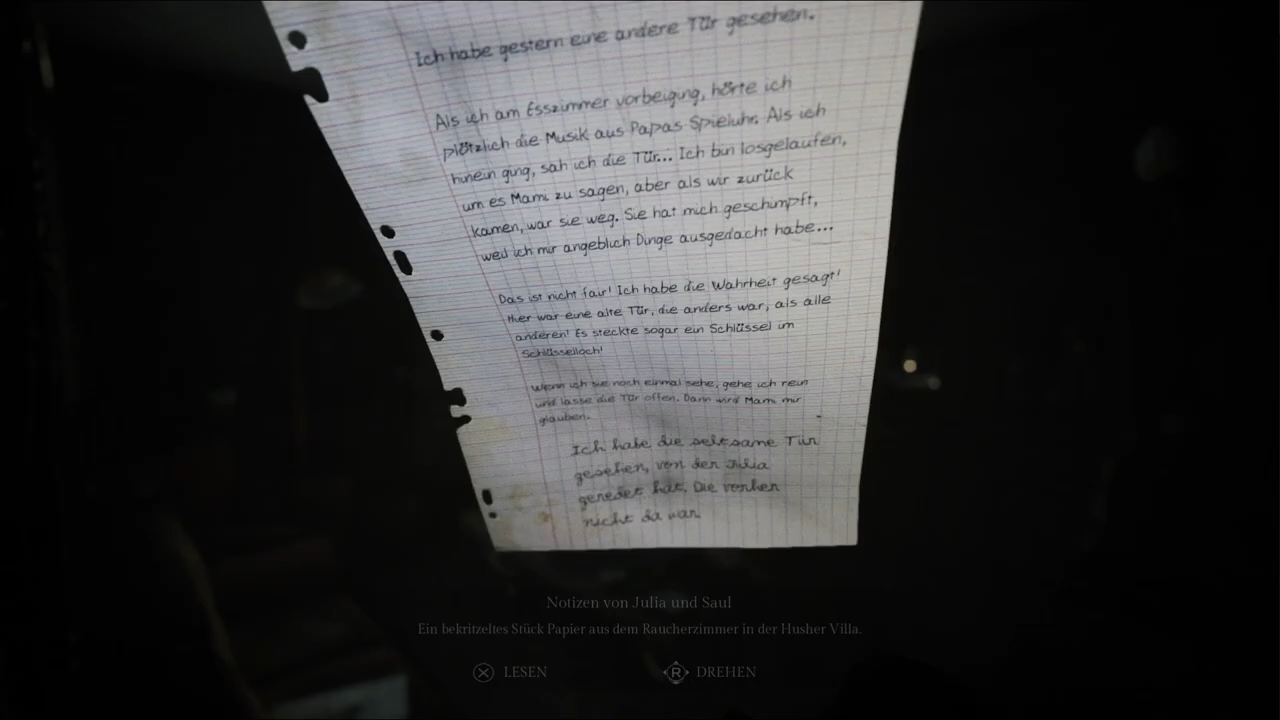 Ich habe gestern eine andere Tür gesehen.
Als ich am Esszimmer vorbeiging, hörte ich
plötzlich die Musik aus Papas Spieluhr. Als ich
hinein ging, sah ich die Tür... Ich bin losgelaufen,
um es Mami zu sagen, aber als wir zurück
kamen, war sie weg. Sie hat mich geschimpft,
weil ich mir angeblich Dinge ausgedacht habe...
Das ist nicht fair! Ich habe die Wahrheit gesagt!
Hier war eine alte Tür, die anders war, als alle
anderen! Es steckte sogar ein Schlüssel im
Schlüsselloch!
Wenn ich sie noch einmal sehe, gehe ich rein
und lasse die Tür offen. Dann wird Mami mir
glauben.
Ich habe die seltsame Tür
gesehen, von der Julia
geredet hat. Die vorher
nicht da war
Notizen von Julia und Saul
Ein bekritzeltes Stück Papier aus dem Raucherzimmer in der Husher Villa.
LESEN R DREHEN